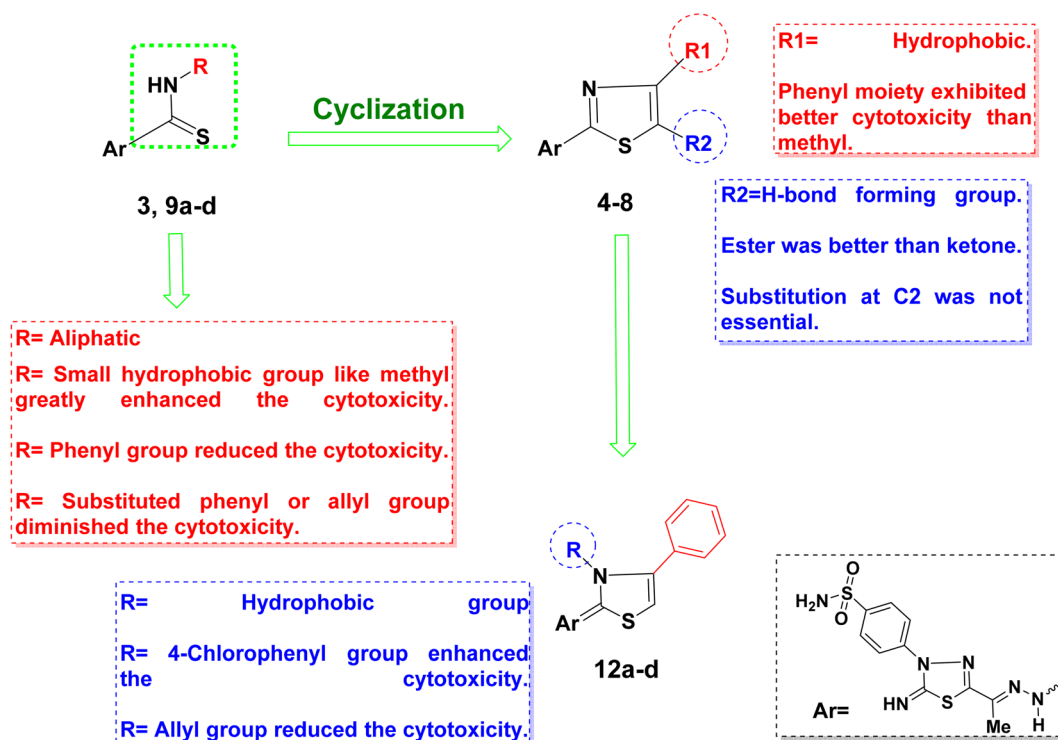 HN
R
Ar
S
3, 9a-d
Cyclization
N
R1
Ar
S
R2
4-8
R1= Hydrophobic.
Phenyl moiety exhibited
better cytotoxicity than
methyl.
R2=H-bond forming group.
Ester was better than ketone.
Substitution at C2 was not
essential.
R= Aliphatic
R= Small hydrophobic group like methyl
greatly enhanced the cytotoxicity.
R= Phenyl group reduced the cytotoxicity.
R= Substituted phenyl or allyl group
diminished the cytotoxicity.
R
N
Ar
S
12a-d
R= Hydrophobic group
R= 4-Chlorophenyl group enhanced
the cytotoxicity.
R= Allyl group reduced the cytotoxicity.
O
H₂N
S
O
N
N
HN
S
N
N
H
Me
Ar=